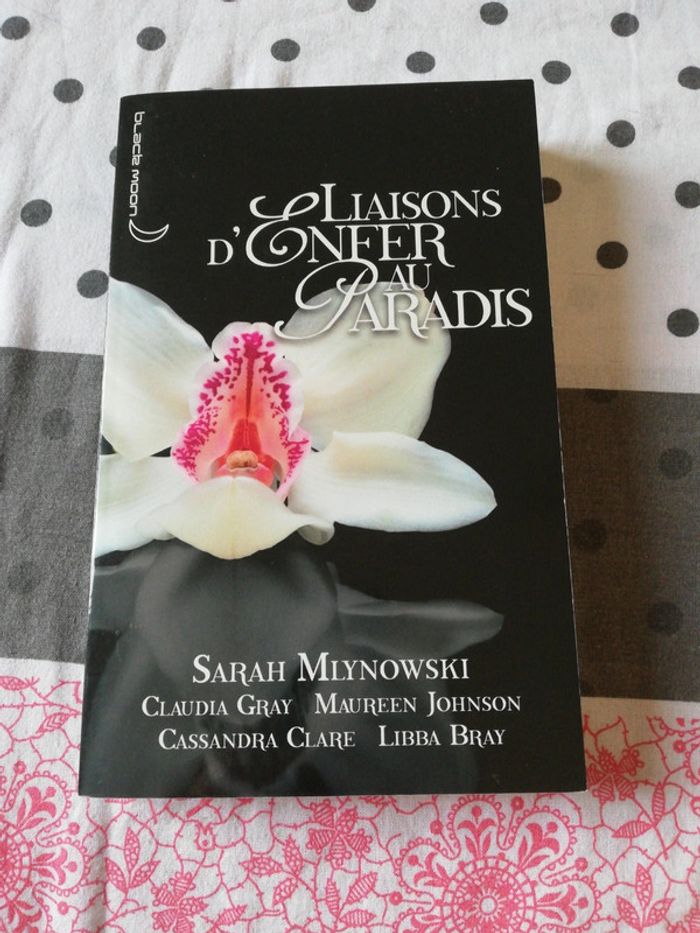 black moon
LIAISONS
D'ENFER
AU
PARADIS
SARAH MLYNOWSKI
CLAUDIA GRAY MAUREEN JOHNSON
CASSANDRA CLARE LIBBA BRAY